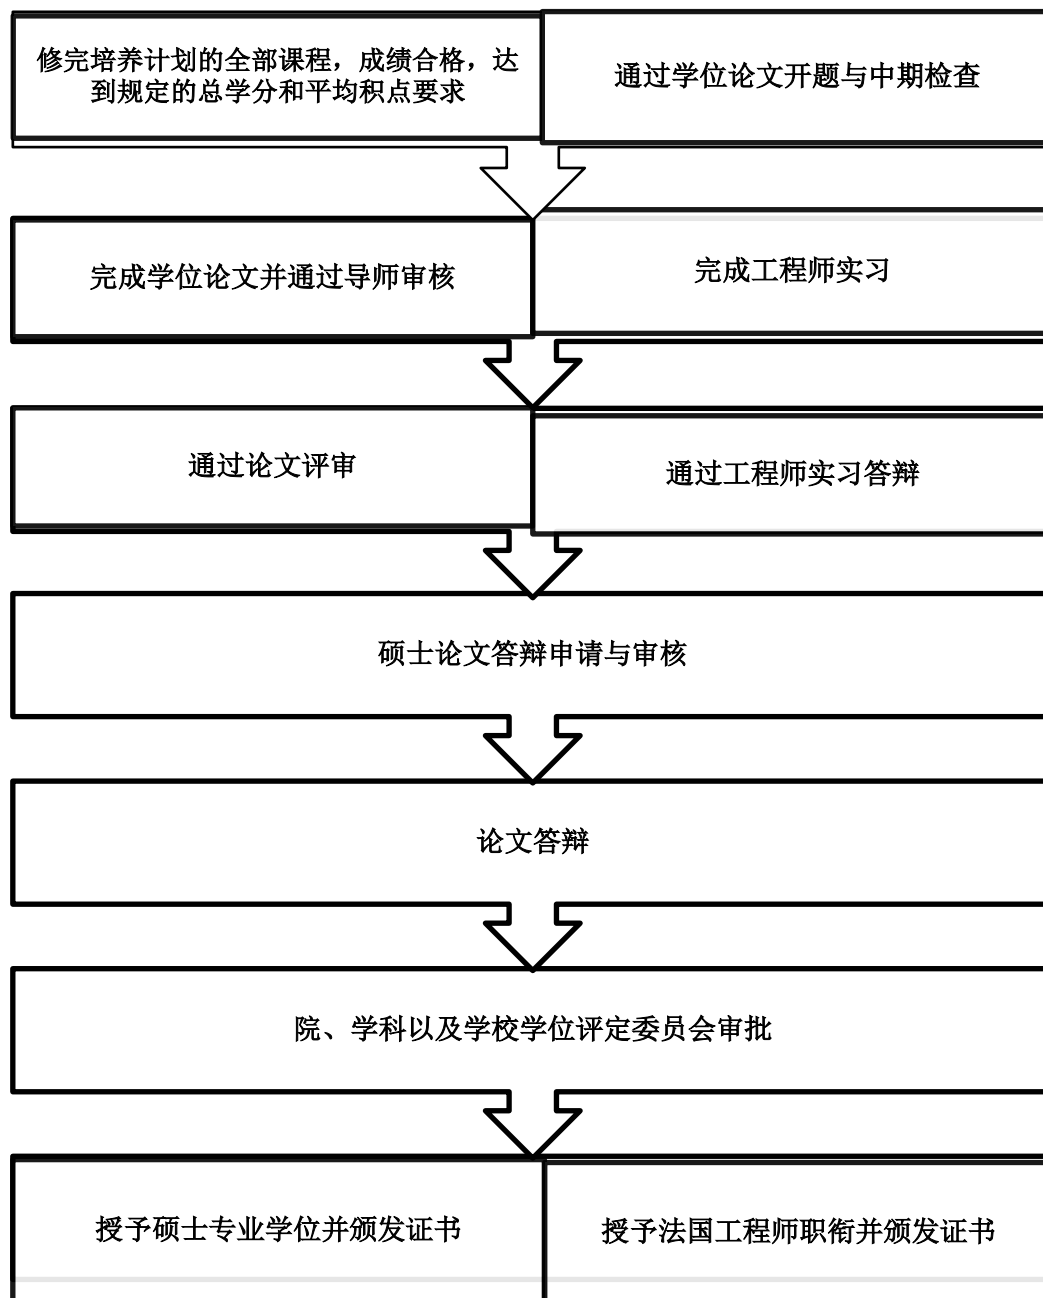 修完培养计划的全部课程，成绩合格，达
到规定的总学分和平均积点要求
通过学位论文开题与中期检查
完成学位论文并通过导师审核
完成工程师实习
通过论文评审
通过工程师实习答辩
硕士论文答辩申请与审核
论文答辩
院、学科以及学校学位评定委员会审批
授予硕士专业学位并颁发证书
授予法国工程师职衔并颁发证书